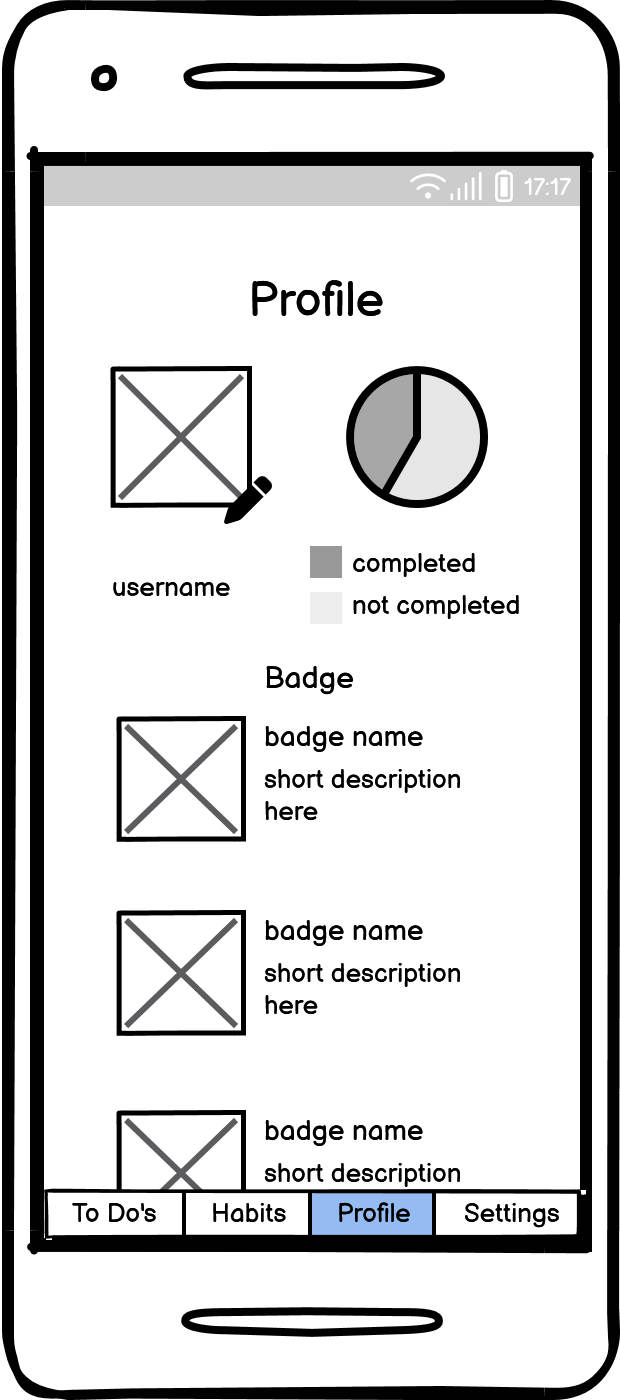 17:17
Profile
username
completed
not completed
Badge
badge name
short description
here
badge name
short description
here
badge name
short description
To Do's
Habits
Profile
Settings